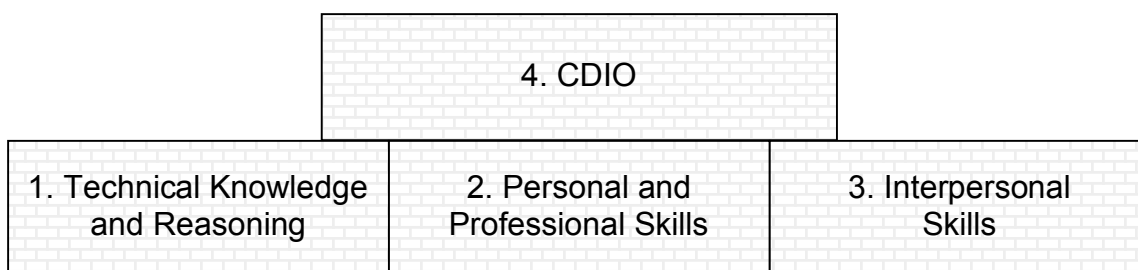 4. CDIO
1. Technical Knowledge
and Reasoning
2. Personal and
Professional Skills
3. Interpersonal
Skills